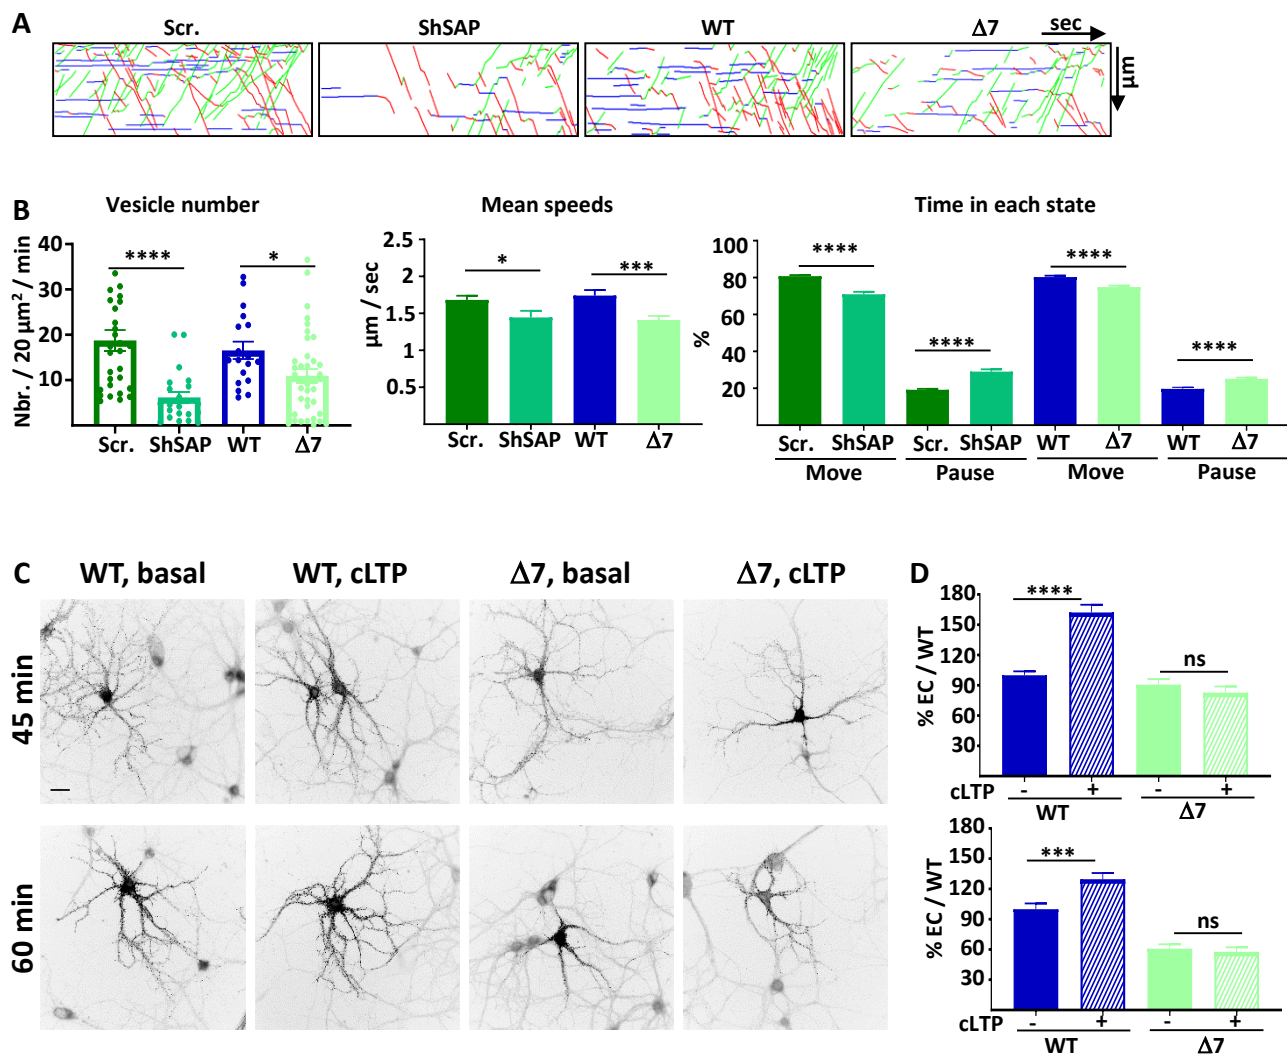 A
Scr.
ShSAP
WT
Δ7
sec
µm
B
Vesicle number
Nbr. / 20 µm² / min
40
30
20
10
****
*
Scr. ShSAP WT Δ7
Mean speeds
µm / sec
2.5
2
1.5
1
0.5
*
***
Scr. ShSAP WT Δ7
Time in each state
%
100
80
60
40
20
****
****
****
****
Scr. ShSAP Scr. ShSAP WT Δ7 WT Δ7
Move Pause Move Pause
C
WT, basal WT, cLTP Δ7, basal Δ7, cLTP
45 min
60 min
D
% EC / WT
180
150
120
90
60
30
****
ns
cLTP - + - +
WT Δ7
% EC / WT
180
150
120
90
60
30
***
ns
cLTP - + - +
WT Δ7